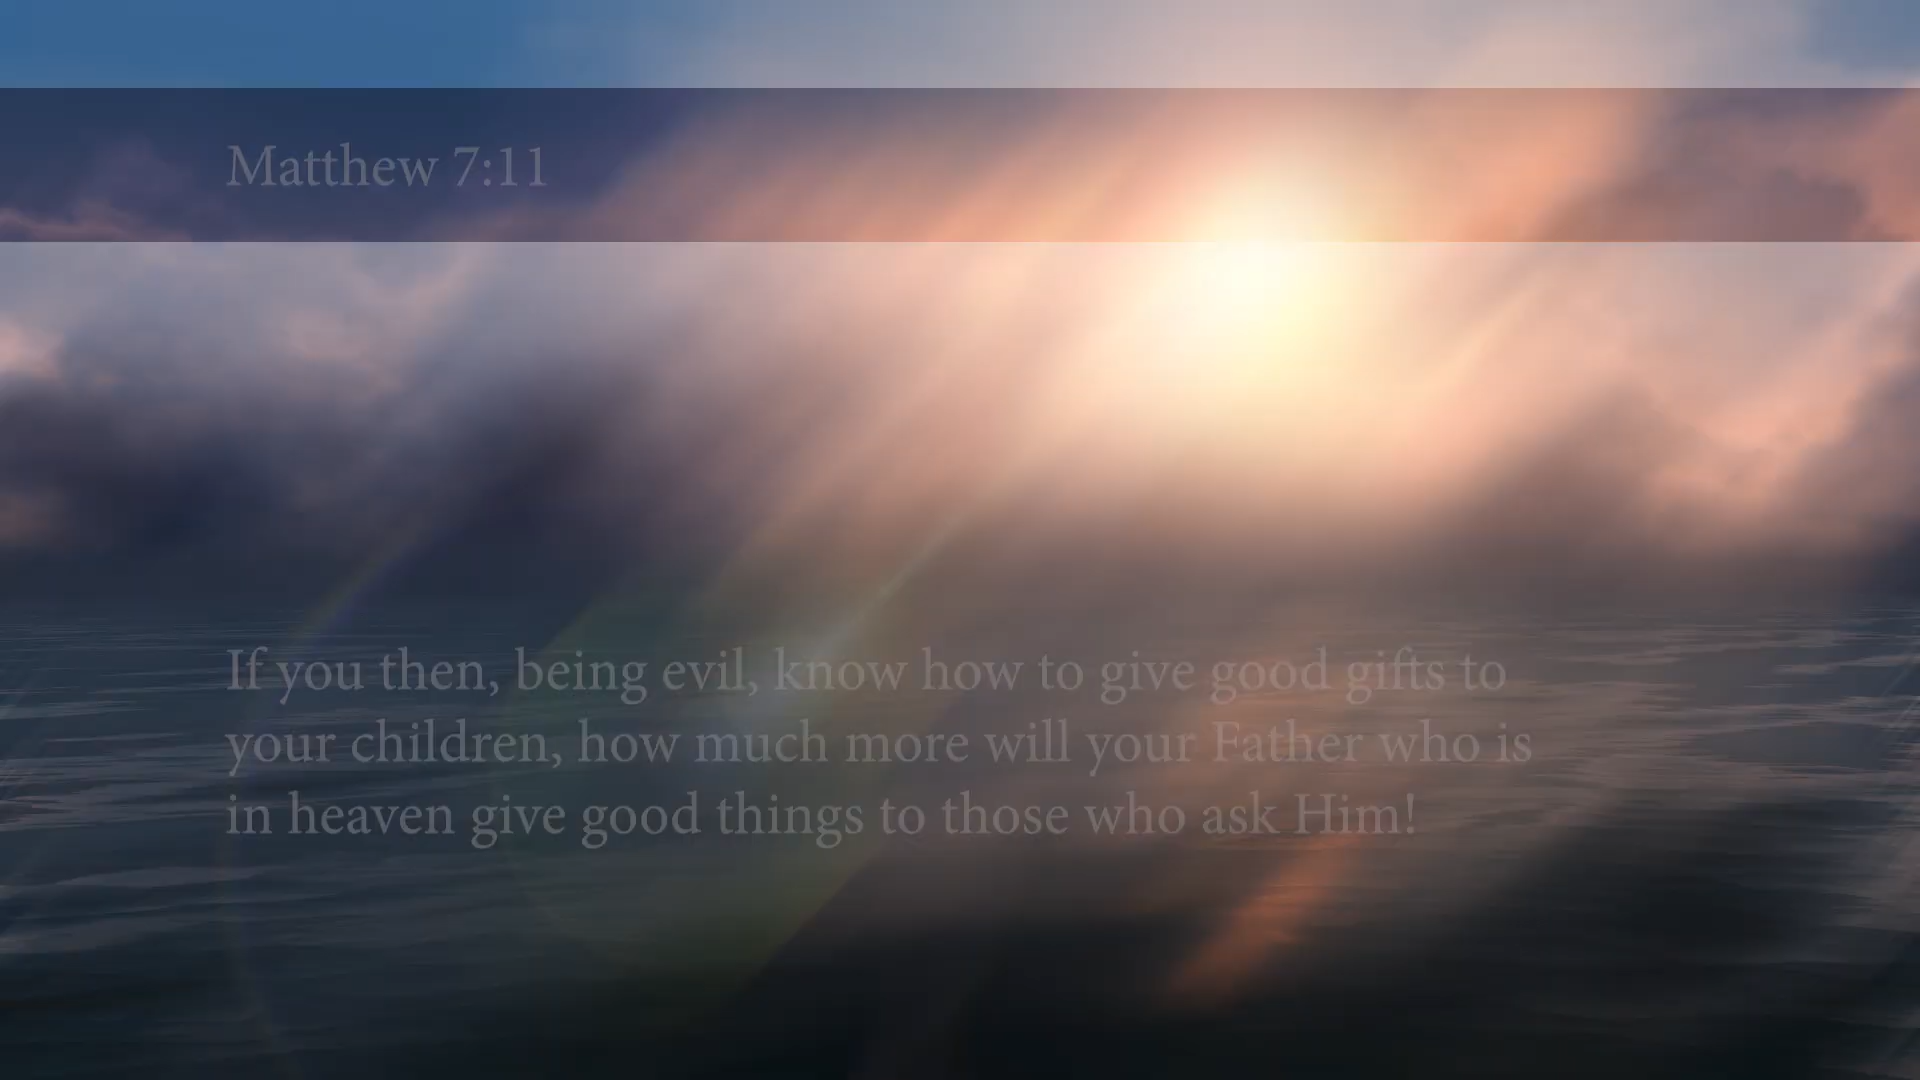 Matthew 7:11
If you then, being evil, know how to give good gifts to
your children, how much more will your Father who is
in heaven give good things to those who ask Him!